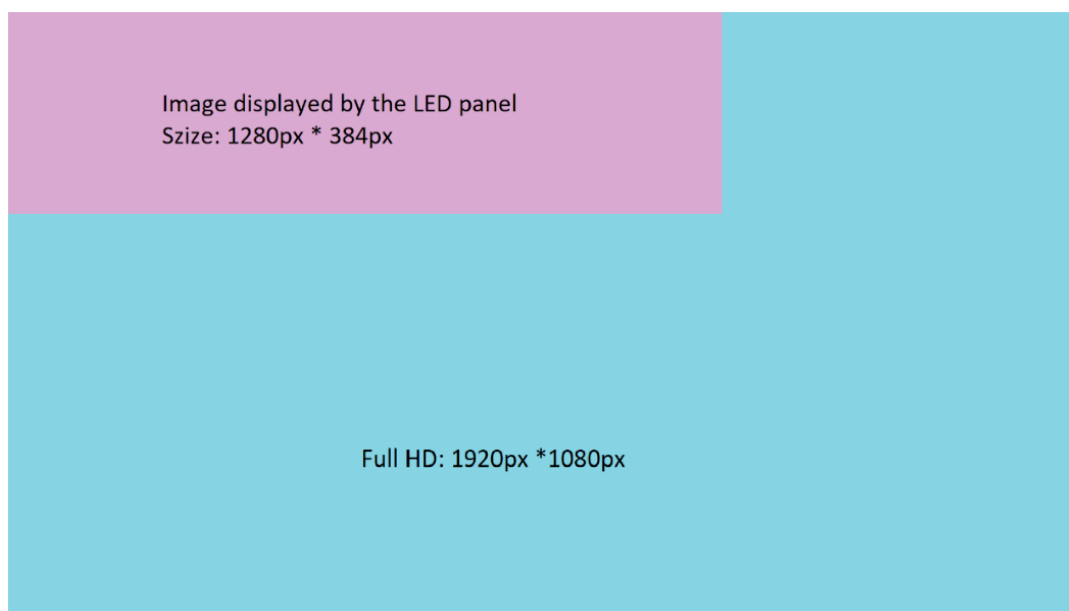 Image displayed by the LED panel
Szize: 1280px * 384px
Full HD: 1920px *1080px